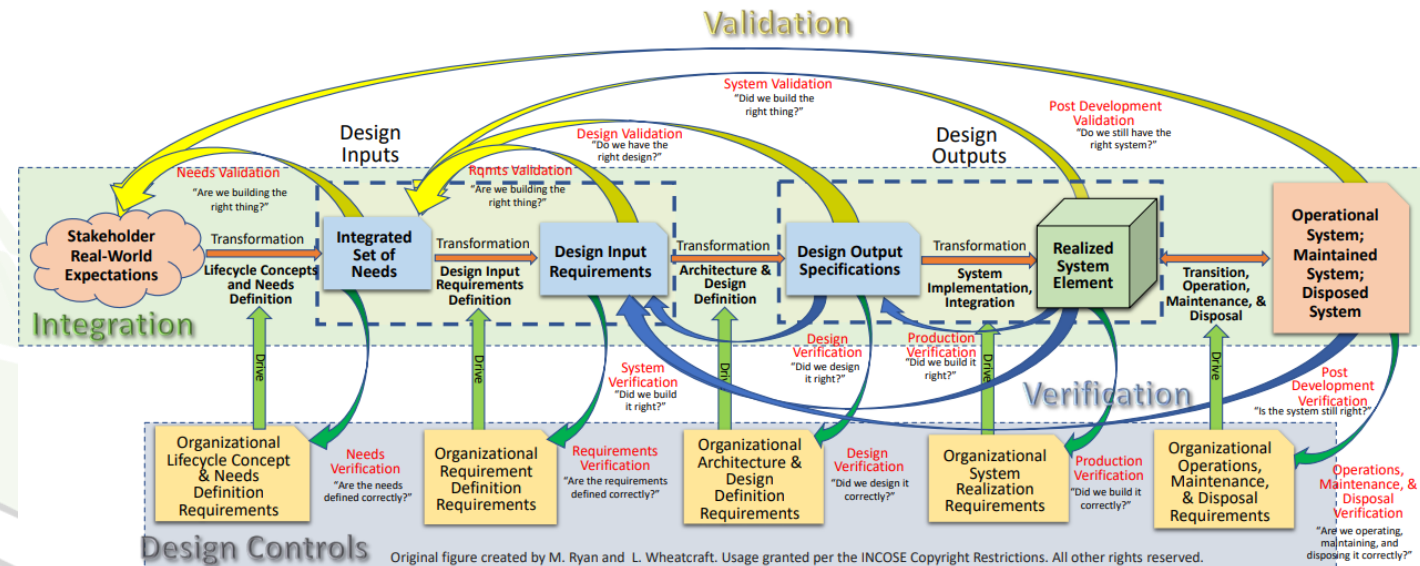 Validation
System Validation
"Did we build the
right thing?"
Post Development
Validation
"Do we still have the
right system?"
Design
Inputs
Design Validation
"Do we have the
right design?"
Design
Outputs
Needs Validation
"Are we building the
right thing?"
Rqmts Validation
"Are we building the
right thing?"
Stakeholder
Real-World
Expectations
Transformation
Lifecycle Concepts
and Needs
Definition
Integrated
Set of
Needs
Transformation
Design Input
Requirements
Definition
Design Input
Requirements
Transformation
Architecture &
Design
Definition
Design Output
Specifications
Transformation
System
Implementation,
Integration
Realized
System
Element
Transition,
Operation,
Maintenance, &
Disposal
Operational
System;
Maintained
System;
Disposed
System
Integration
Drive
Drive
Drive
Drive
Drive
System
Verification
"Did we build
it right?"
Design
Verification
"Did we design
it right?"
Production
Verification
"Did we build it
right?"
Verification
Post
Development
Verification
"Is the system still right?"
Organizational
Lifecycle Concept
& Needs
Definition
Requirements
Needs
Verification
"Are the needs
defined correctly?"
Organizational
Requirement
Definition
Requirements
Requirements
Verification
"Are the requirements
defined correctly?"
Organizational
Architecture &
Design
Definition
Requirements
Design
Verification
"Did we design it
correctly?"
Organizational
System
Realization
Requirements
Production
Verification
"Did we build it
correctly?"
Organizational
Operations,
Maintenance,
& Disposal
Requirements
Operations,
Maintenance, &
Disposal
Verification
"Are we operating,
maintaining, and
disposing it correctly?"
Design Controls
Original figure created by M. Ryan and L. Wheatcraft. Usage granted per the INCOSE Copyright Restrictions. All other rights reserved.